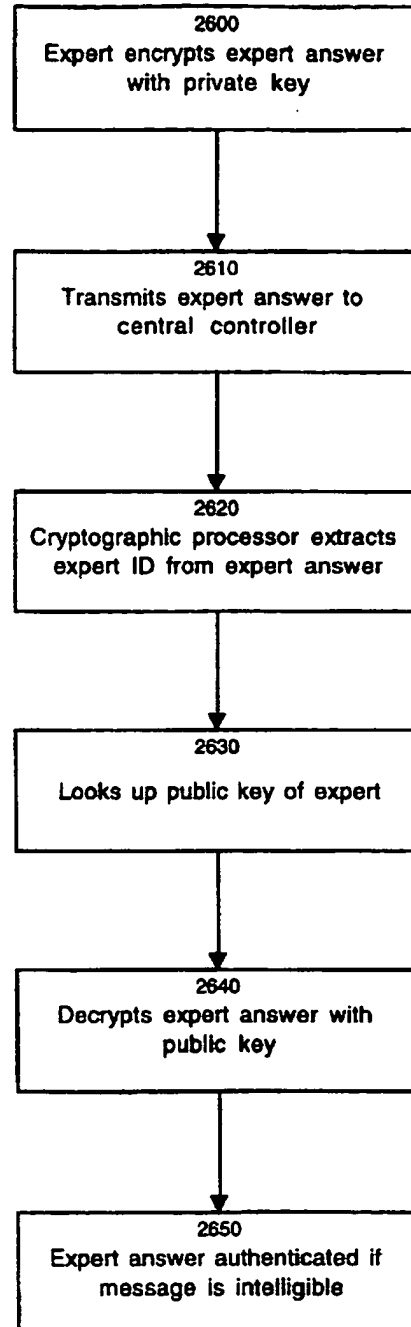 2600
Expert encrypts expert answer
with private key
2610
Transmits expert answer to
central controller
2620
Cryptographic processor extracts
expert ID from expert answer
2630
Looks up public key of expert
2640
Decrypts expert answer with
public key
2650
Expert answer authenticated if
message is intelligible